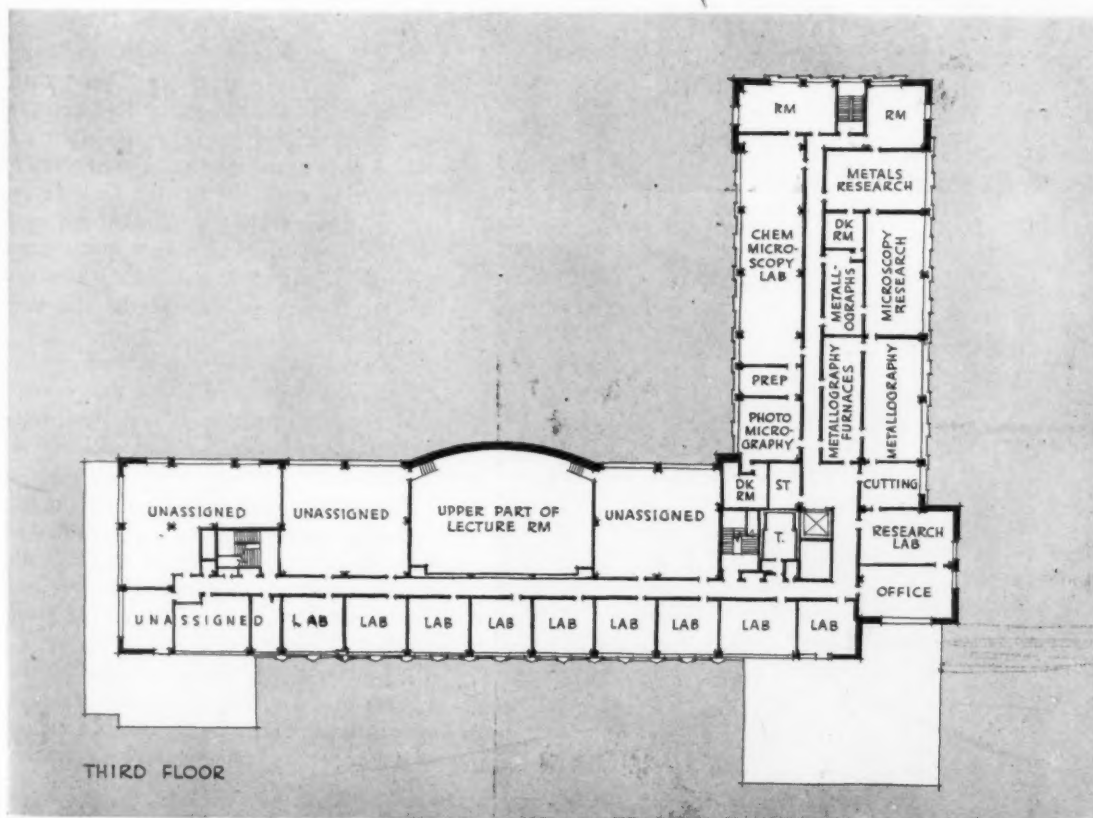 RM
RM
METALS
RESEARCH
DK
RM
CHEM
MICRO-
SCOPY
LAB
METALL-
OGRAPHS
MICROSCOPY
RESEARCH
PREP
METALLOGRAPHY
FURNACES
METALLOGRAPHY
PHOTO
MICRO-
GRAPHY
DK
RM
ST
CUTTING
UNASSIGNED
UNASSIGNED
UPPER PART OF
LECTURE RM
UNASSIGNED
T.
RESEARCH
LAB
OFFICE
UNASSIGNED
LAB
LAB
LAB
LAB
LAB
LAB
LAB
LAB
LAB
THIRD FLOOR